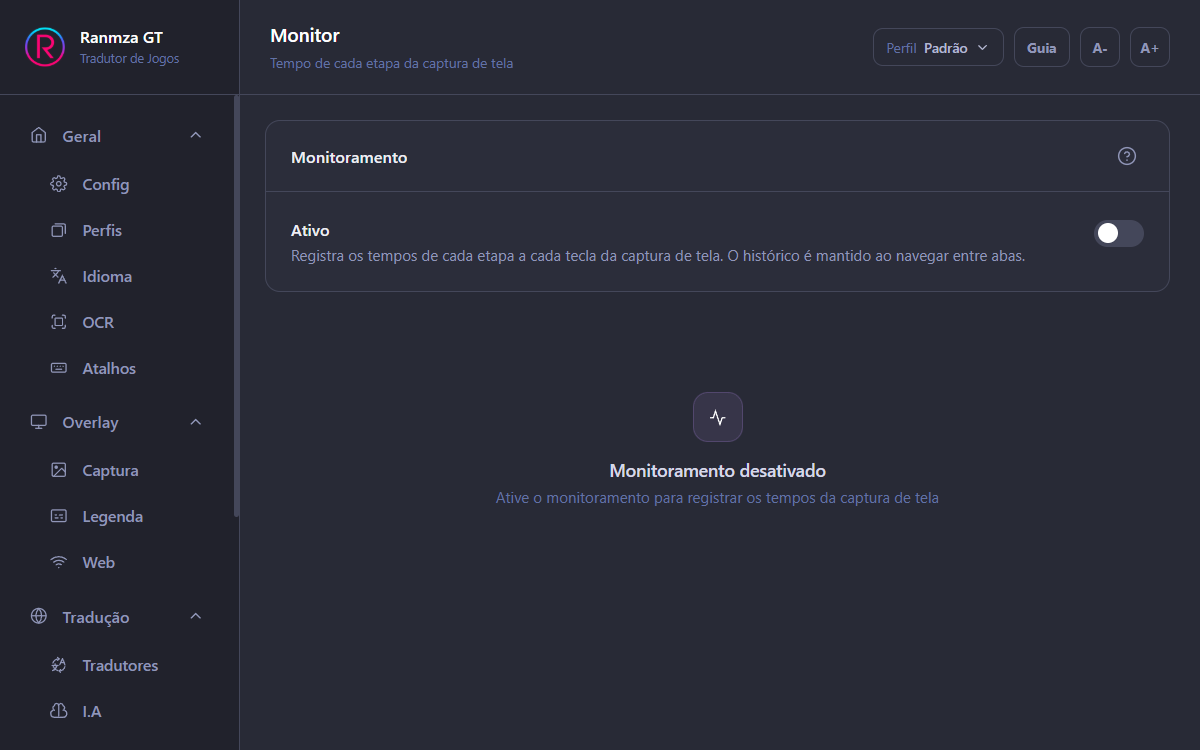 Ranmza GT
Tradutor de Jogos
Monitor
Tempo de cada etapa da captura de tela
Perfil Padrão
Guia
A-
A+
Geral
Config
Perfis
Idioma
OCR
Atalhos
Overlay
Captura
Legenda
Web
Tradução
Tradutores
I.A
Monitoramento
Ativo
Registra os tempos de cada etapa a cada tecla da captura de tela. O histórico é mantido ao navegar entre abas.
Monitoramento desativado
Ative o monitoramento para registrar os tempos da captura de tela